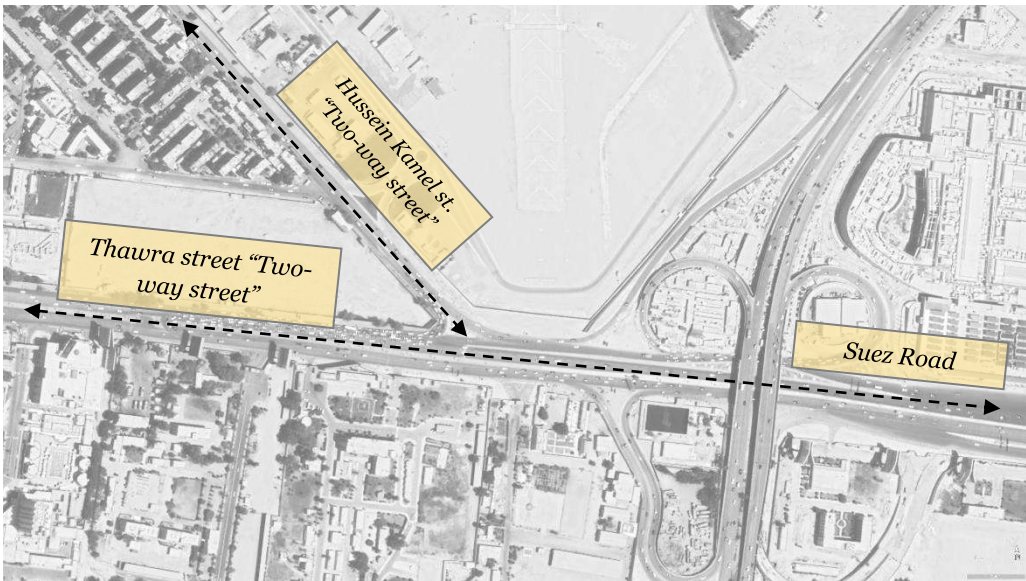 Hussein Kamel st.
“Two-way street”
Thawra street “Two-
way street”
Suez Road